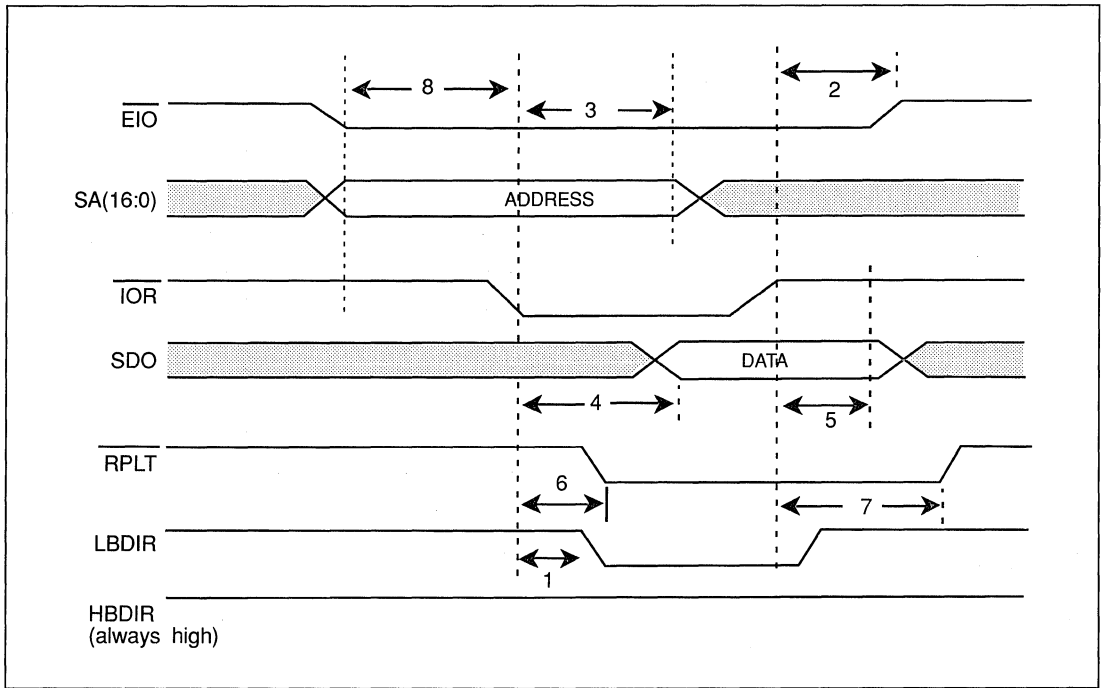 8
3
2
EIO
SA(16:0)
ADDRESS
IOR
SDO
DATA
4
5
RPLT
6
7
LBDIR
1
HBDIR
(always high)